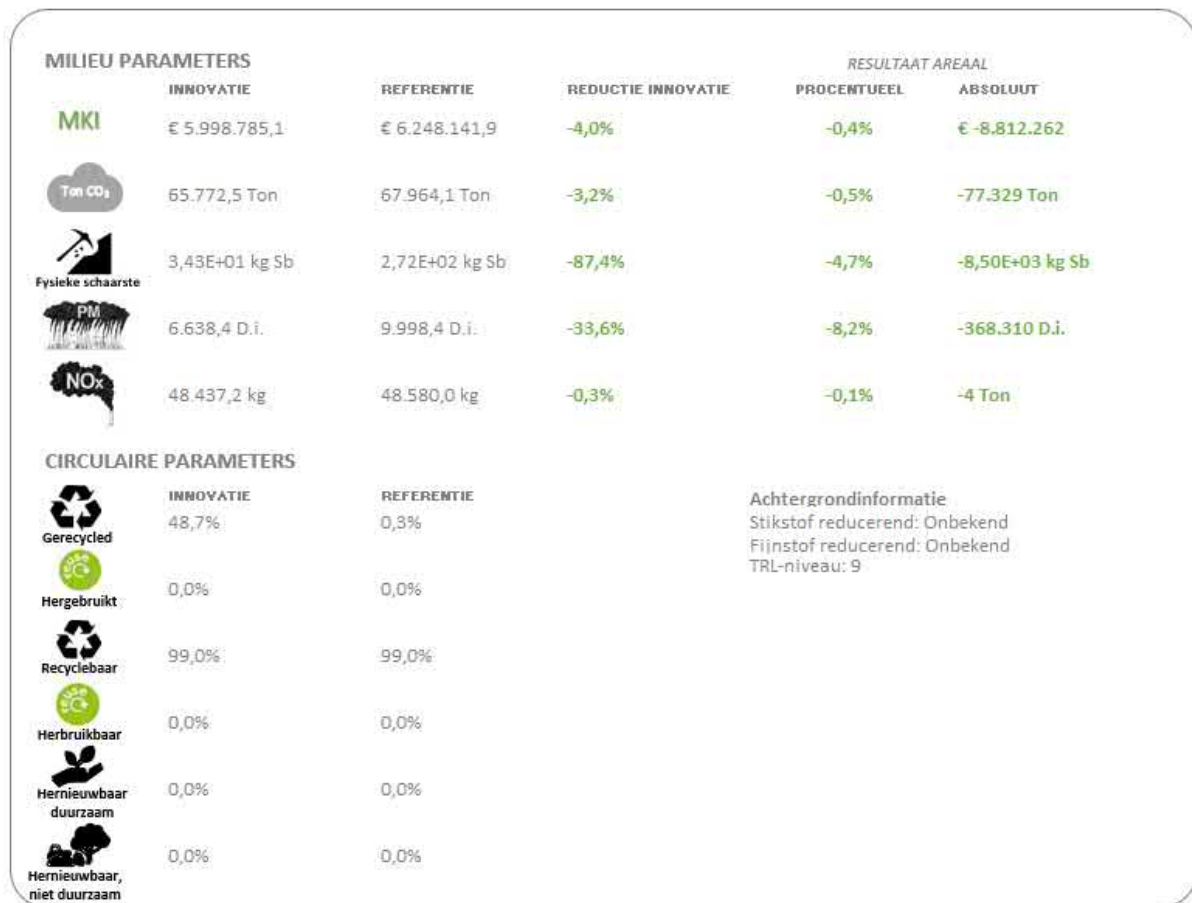 MILIEU PARAMETERS
RESULTAAT AREAAL
INNOVATIE REFERENTIE REDUCTIE INNOVATIE PROCENTUEEL ABSOLUUT
MKI € 5.998.785,1 € 6.248.141,9 -4,0% -0,4% € -8.812.262
Ton CO₂ 65.772,5 Ton 67.964,1 Ton -3,2% -0,5% -77.329 Ton
3,43E+01 kg Sb 2,72E+02 kg Sb -87,4% -4,7% -8,50E+03 kg Sb
Fysieke schaarste
PM 6.638,4 D.i. 9.998,4 D.i. -33,6% -8,2% -368.310 D.i.
NOx 48.437,2 kg 48.580,0 kg -0,3% -0,1% -4 Ton
CIRCULAIRE PARAMETERS
INNOVATIE REFERENTIE
Gerecycled 48,7% 0,3%
reuse
Hergebruikt 0,0% 0,0%
Recyclebaar 99,0% 99,0%
reuse
Herbruikbaar 0,0% 0,0%
Hernieuwbaar 0,0% 0,0%
duurzaam
0,0% 0,0%
Hernieuwbaar,
niet duurzaam
Achtergrondinformatie
Stikstof reducerend: Onbekend
Fijnstof reducerend: Onbekend
TRL-niveau: 9